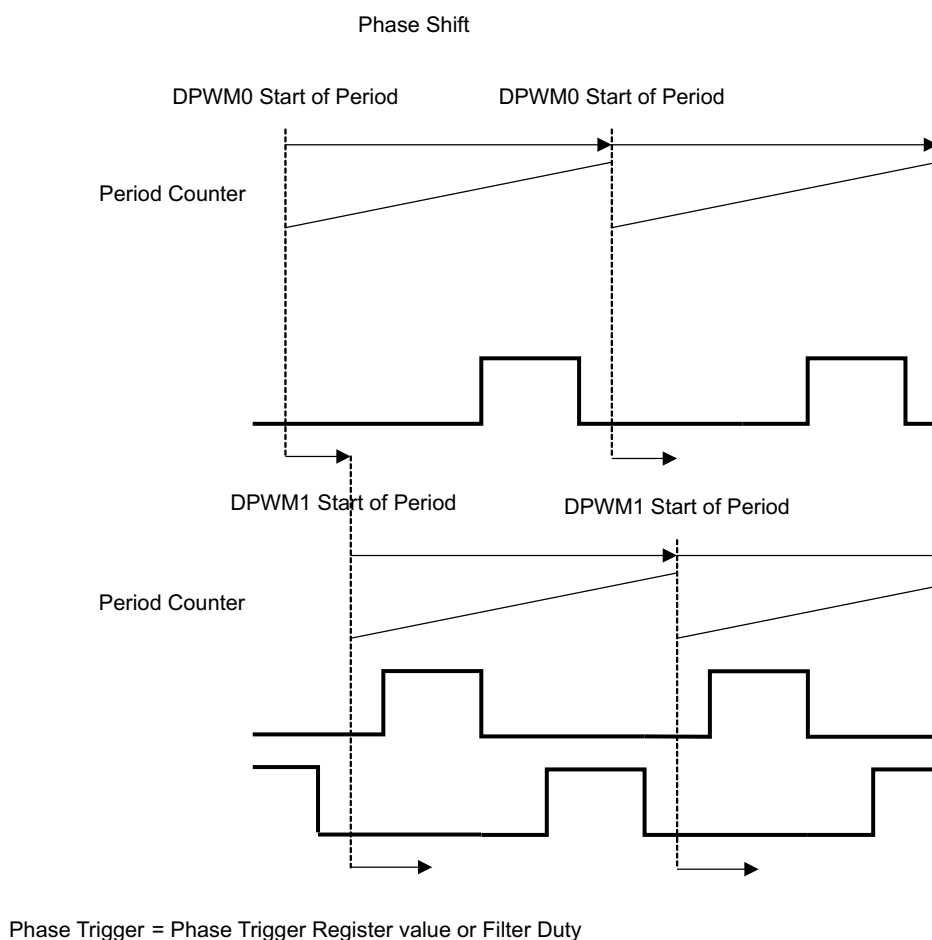 Phase Shift
DPWM0 Start of Period
DPWM0 Start of Period
Period Counter
DPWM1 Start of Period
DPWM1 Start of Period
Period Counter
Phase Trigger = Phase Trigger Register value or Filter Duty